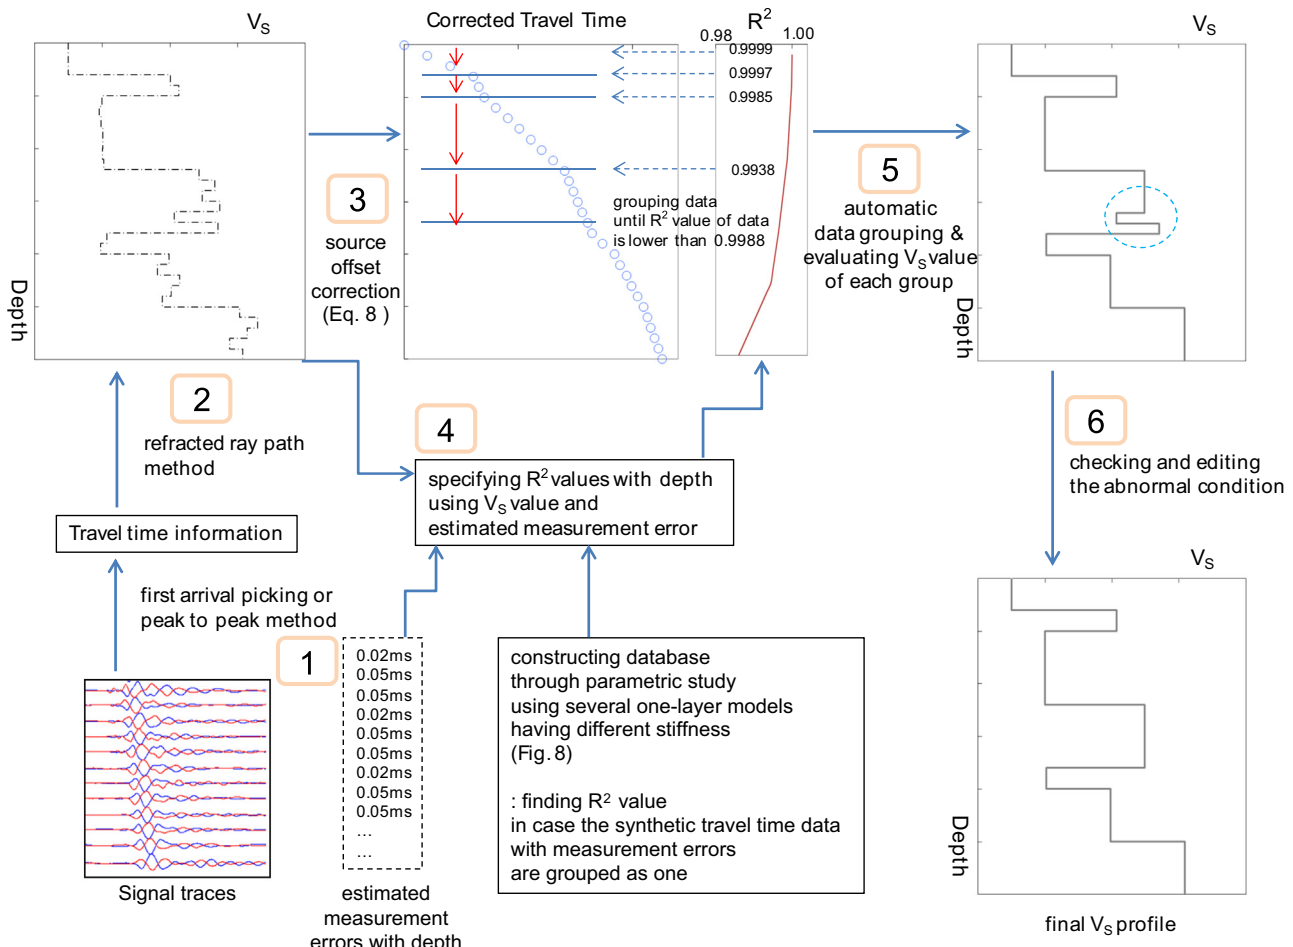 V_S
Corrected Travel Time
R²
0.98
1.00
V_S
0.9999
0.9997
0.9985
0.9938
grouping data
until R² value of data
is lower than 0.9988
Depth
3
source
offset
correction
(Eq. 8 )
5
automatic
data grouping &
evaluating V_S value
of each group
Depth
2
refracted ray path
method
4
specifying R² values with depth
using V_S value and
estimated measurement error
6
checking and editing
the abnormal condition
Travel time information
first arrival picking or
peak to peak method
1
0.02ms
0.05ms
0.05ms
0.02ms
0.05ms
0.05ms
0.02ms
0.05ms
0.05ms
...
...
constructing database
through parametric study
using several one-layer models
having different stiffness
(Fig. 8)
: finding R² value
in case the synthetic travel time data
with measurement errors
are grouped as one
Signal traces
estimated
measurement
errors with depth
V_S
Depth
final V_S profile